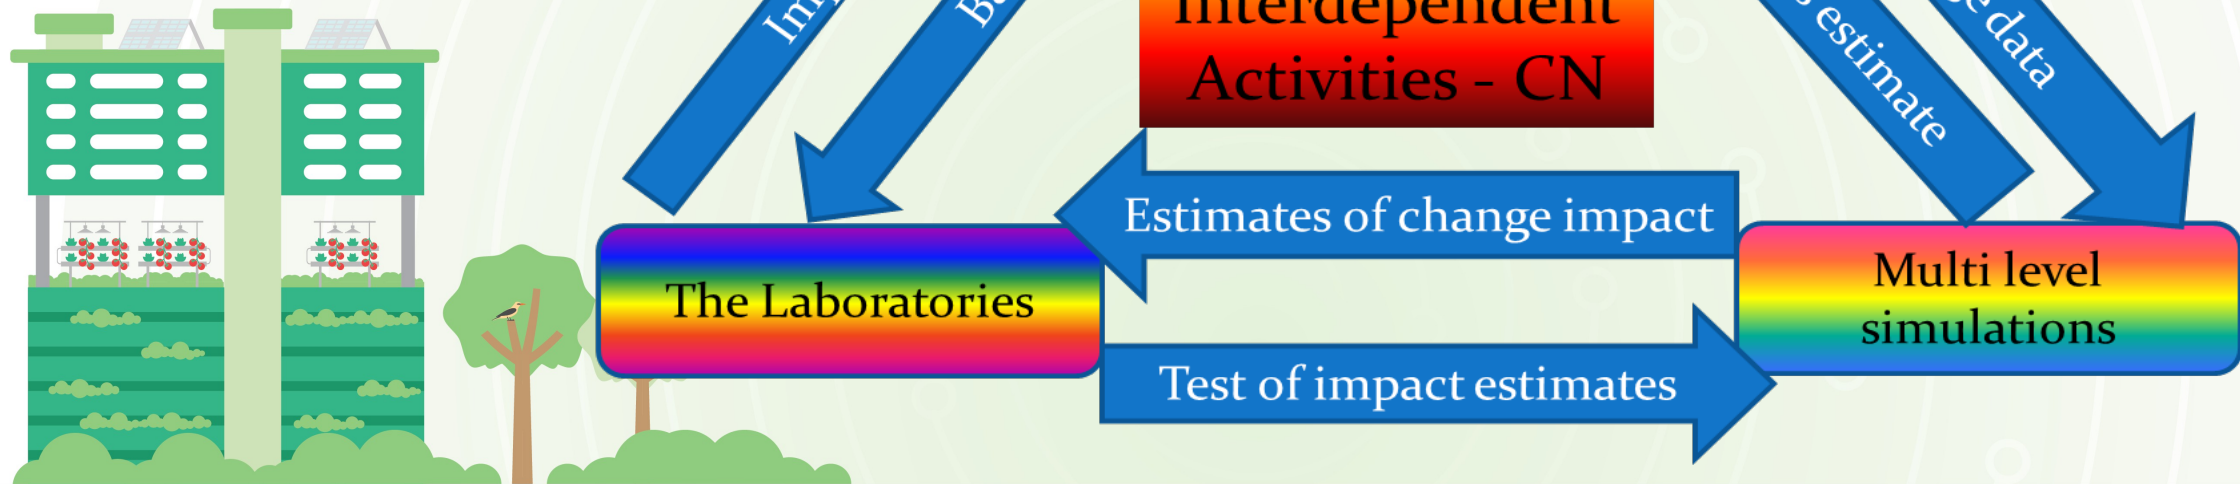 Interdependent
Activities - CN
estimate
data
Estimates of change impact
The Laboratories
Multi level
simulations
Test of impact estimates